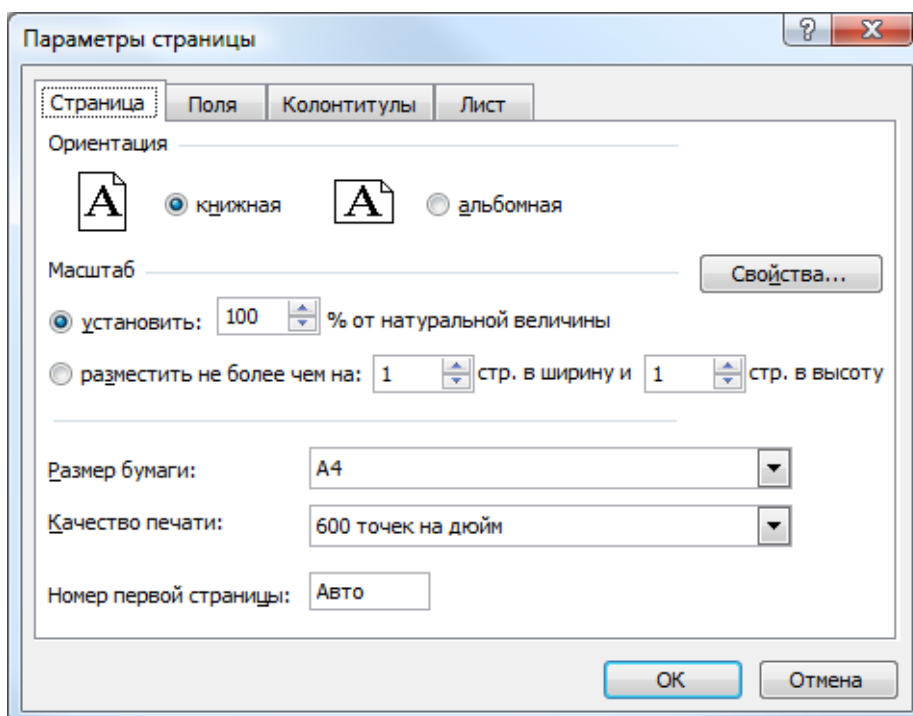 Параметры страницы
Страница Поля Колонтитулы Лист
Ориентация
A книжная A альбомная
Масштаб
Свойства...
установить: 100 % от натуральной величины
разместить не более чем на: 1 стр. в ширину и 1 стр. в высоту
Размер бумаги: A4
Качество печати: 600 точек на дюйм
Номер первой страницы: Авто
ОК Отмена